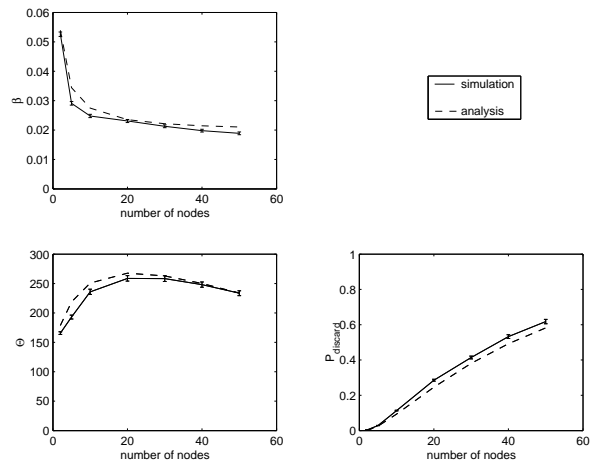 0.06
0.05
0.04
0.03
0.02
0.01
0
β
0 20 40 60
number of nodes
simulation
analysis
300
250
200
150
100
50
0
Θ
0 20 40 60
number of nodes
1
0.8
0.6
0.4
0.2
0
P_discard
0 20 40 60
number of nodes